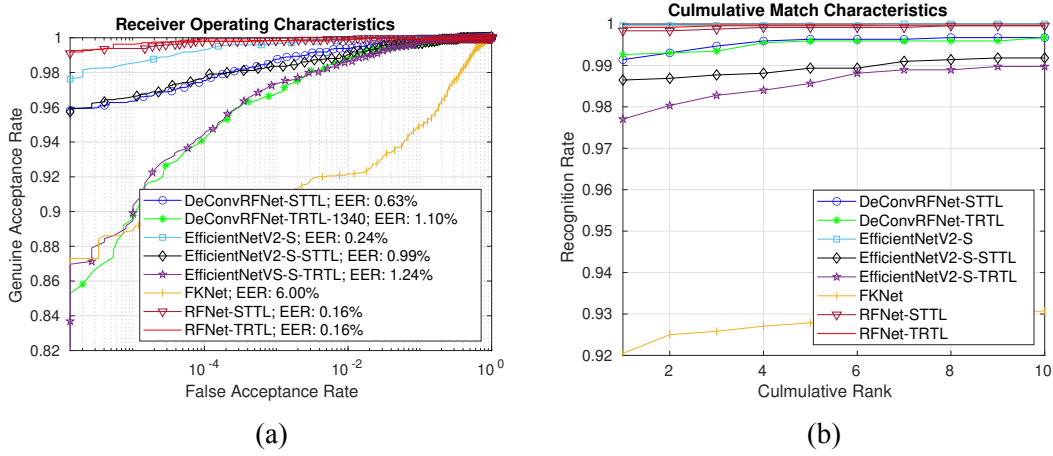 Receiver Operating Characteristics
1
0.98
0.96
0.94
0.92
0.9
0.88
0.86
0.84
0.82
Genuine Acceptance Rate
DeConvRFNet-STTL; EER: 0.63%
DeConvRFNet-TRTL-1340; EER: 1.10%
EfficientNetV2-S; EER: 0.24%
EfficientNetV2-S-STTL; EER: 0.99%
EfficientNetVS-S-TRTL; EER: 1.24%
FKNet; EER: 6.00%
RFNet-STTL; EER: 0.16%
RFNet-TRTL; EER: 0.16%
10^-4 10^-2 10^0
False Acceptance Rate
(a)
Culmulative Match Characteristics
1
0.99
0.98
0.97
0.96
0.95
0.94
0.93
0.92
Recognition Rate
DeConvRFNet-STTL
DeConvRFNet-TRTL
EfficientNetV2-S
EfficientNetV2-S-STTL
EfficientNetV2-S-TRTL
FKNet
RFNet-STTL
RFNet-TRTL
2 4 6 8 10
Culmulative Rank
(b)